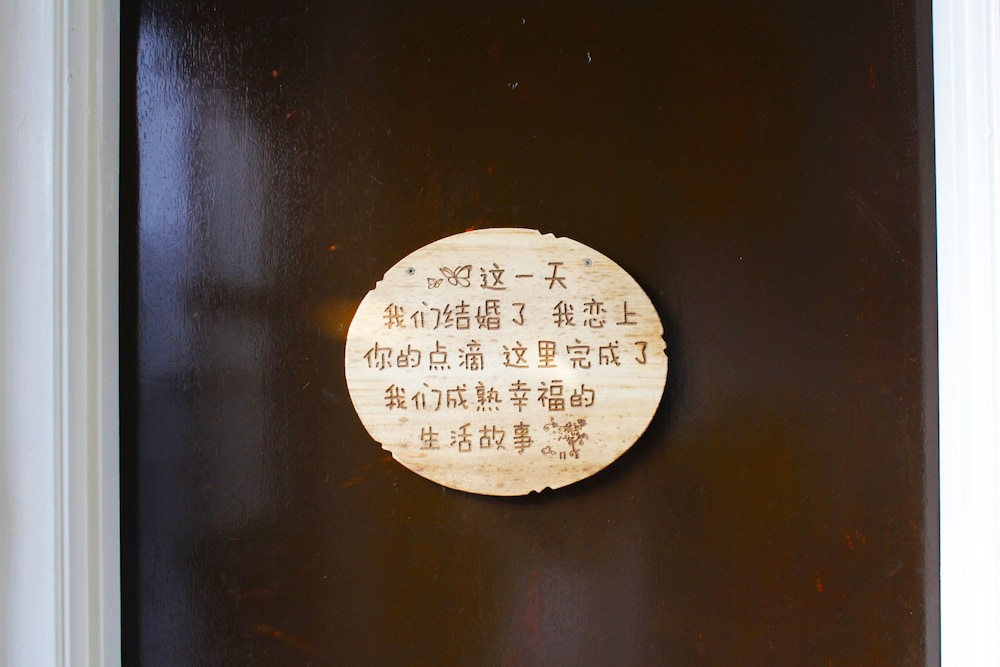 这一天
我们结婚了 我恋上
你的点滴 这里完成了
我们成熟幸福的
生活故事